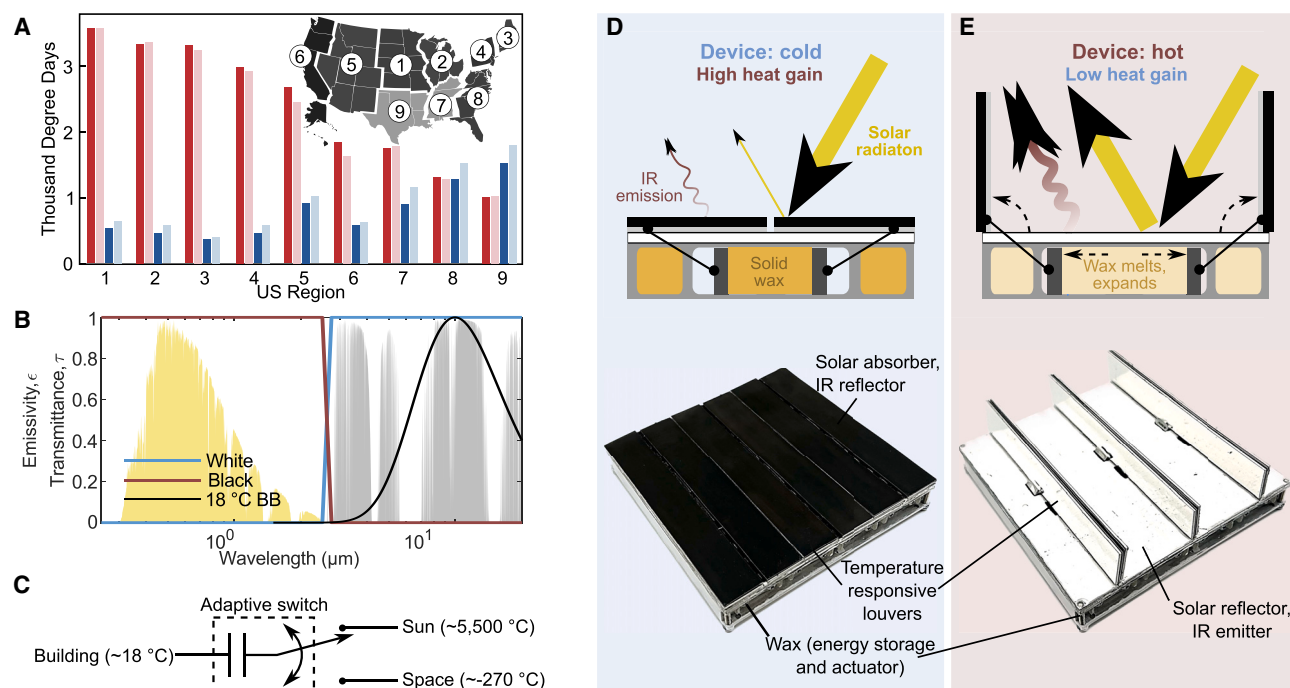 A
Thousand Degree Days
3
2
1
0
1 2 3 4 5 6 7 8 9
US Region
6
5
1
2
4
3
9
7
8
B
Emissivity, ϵ
Transmittance, τ
1
0.8
0.6
0.4
0.2
0
White
Black
18 °C BB
10⁰
10¹
Wavelength (μm)
C
Adaptive switch
Building (~18 °C)
Sun (~5,500 °C)
Space (~-270 °C)
D
Device: cold
High heat gain
Solar
radiaton
IR
emission
Solid
wax
Solar absorber,
IR reflector
Temperature
responsive
louvers
Wax (energy storage
and actuator)
E
Device: hot
Low heat gain
Wax melts,
expands
Solar reflector,
IR emitter